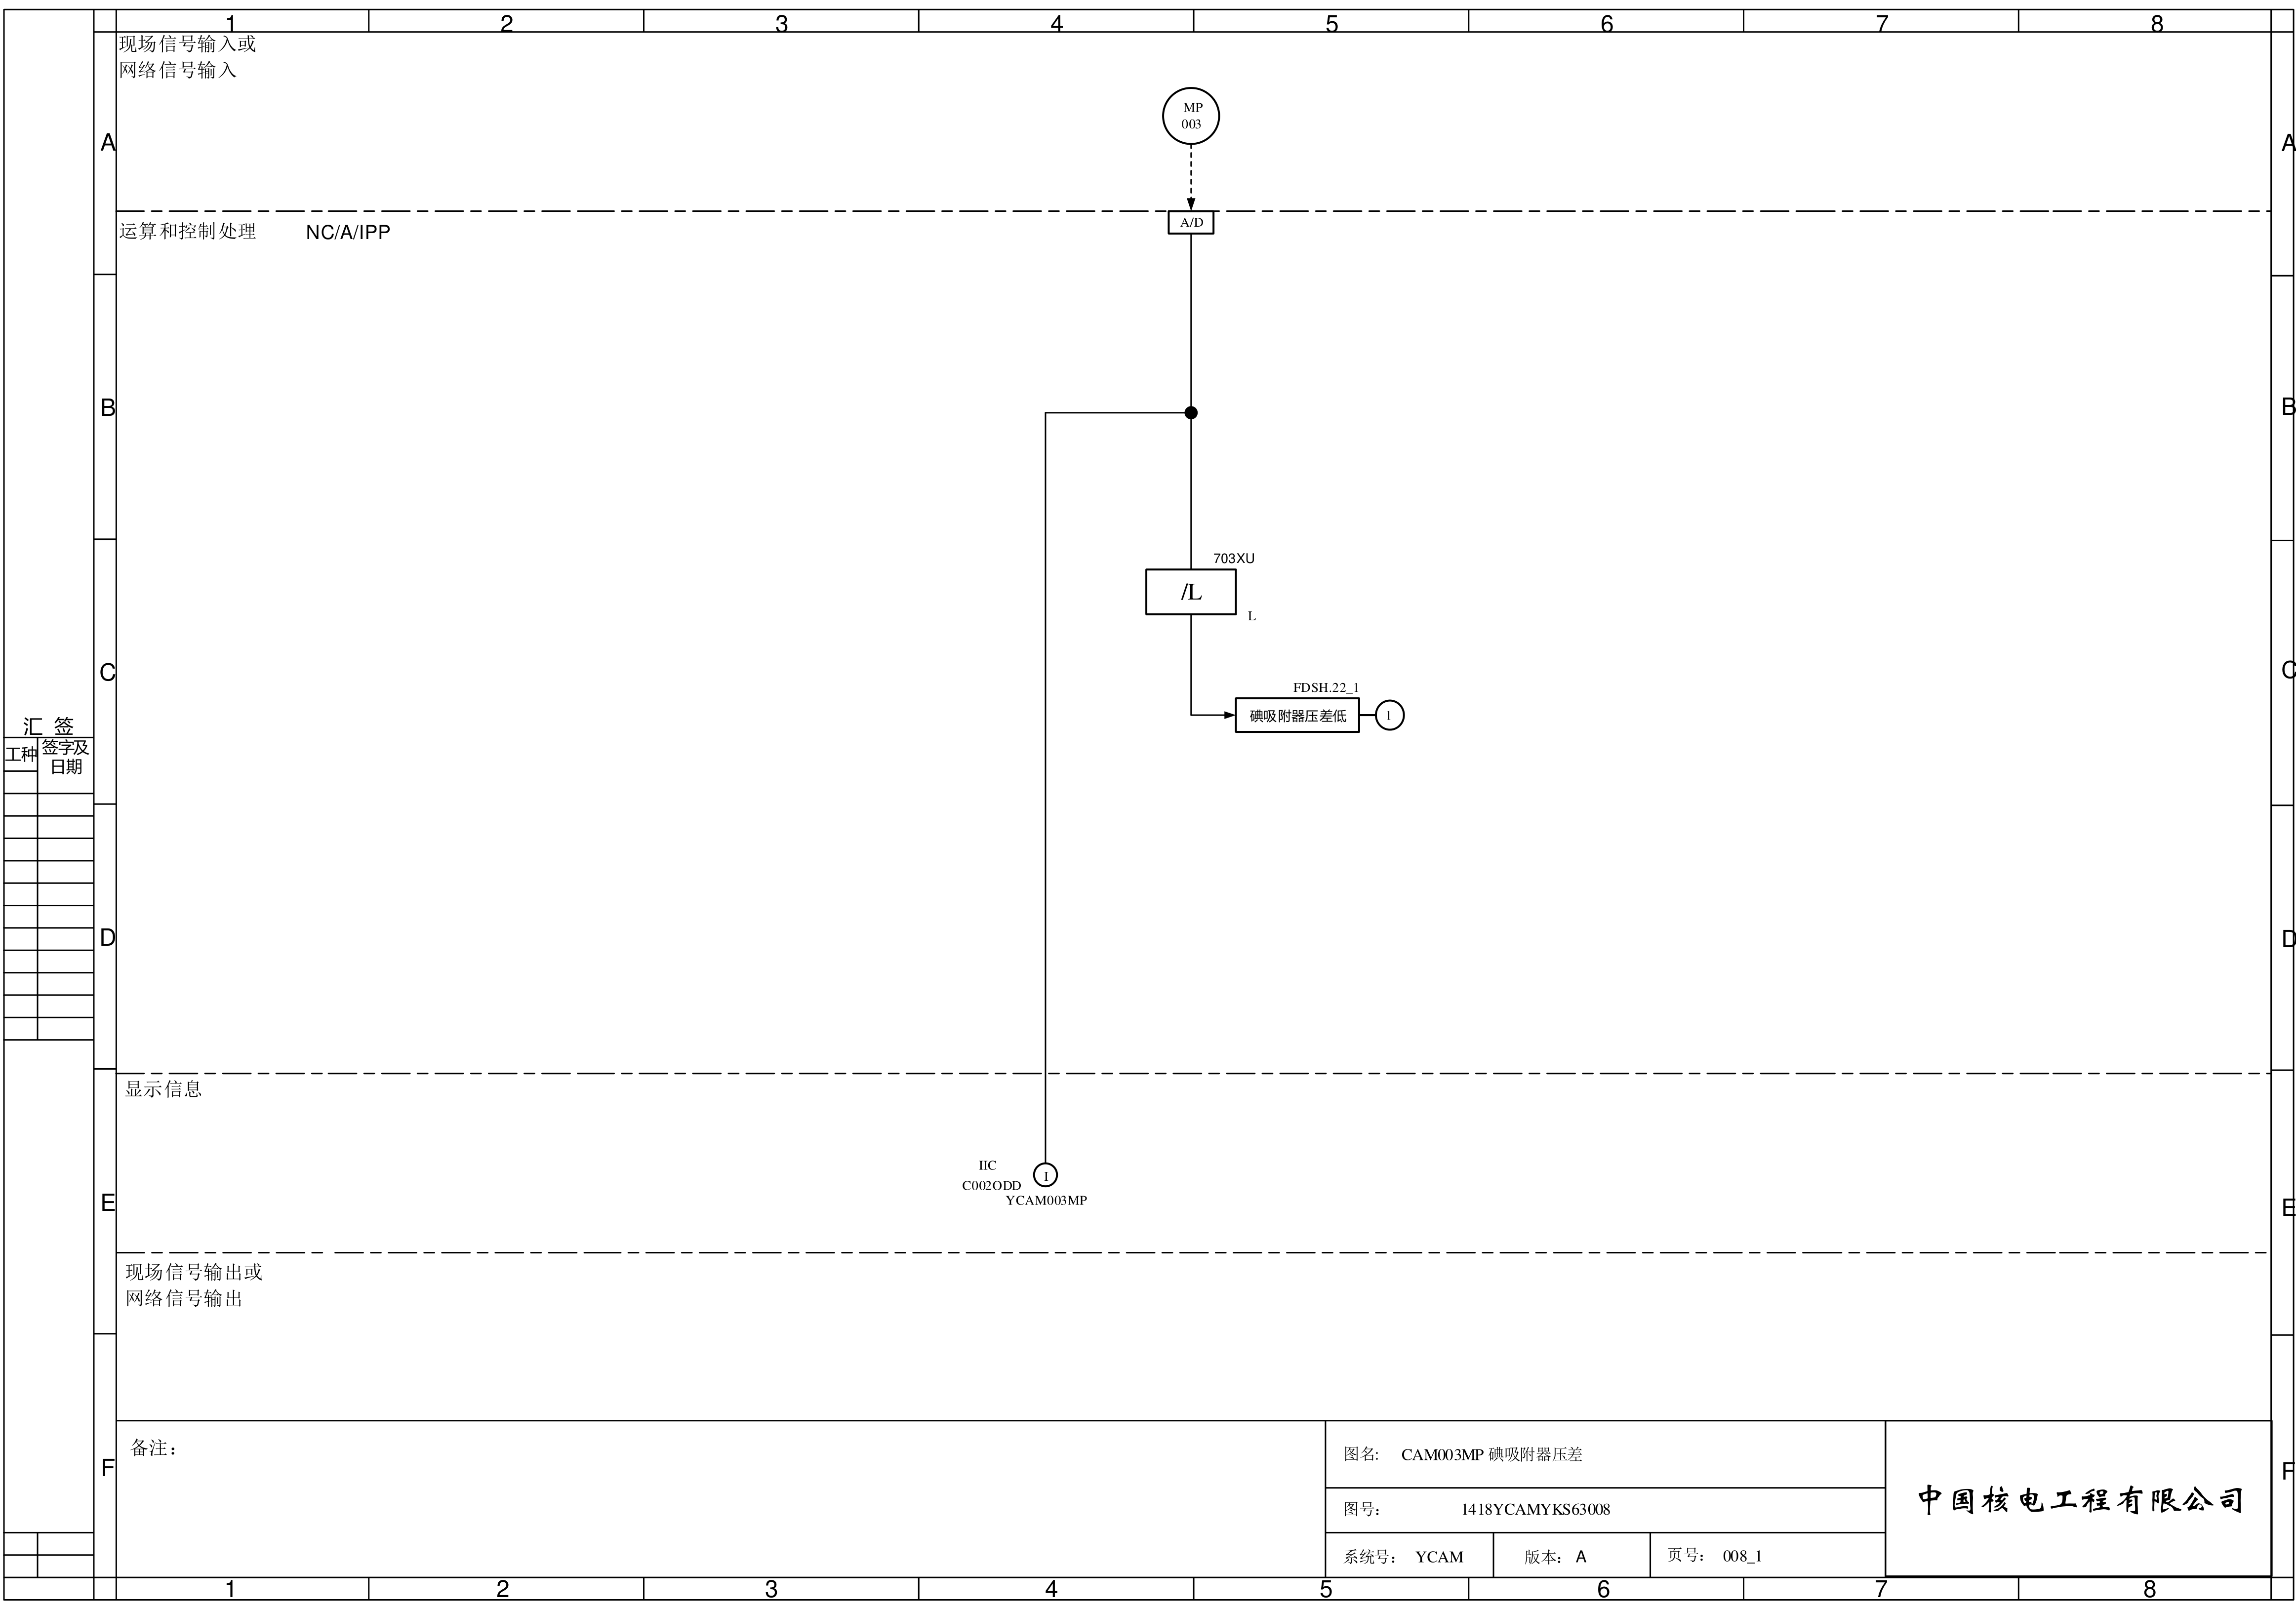 1 2 3 4 5 6 7 8
现场信号输入或
网络信号输入
MP
003
A A
A/D
运算和控制处理 NC/A/IPP
B B
703XU
/L
L
C C
FDSH.22_1
碘吸附器压差低 1
汇 签
工种 签字及
日期
D D
显示信息
IIC
I
C002ODD
YCAM003MP
E E
现场信号输出或
网络信号输出
备注：
F F
图名: CAM003MP 碘吸附器压差
图号： 1418YCAMYKS63008
系统号： YCAM 版本： A 页号： 008_1
中国核电工程有限公司
1 2 3 4 5 6 7 8